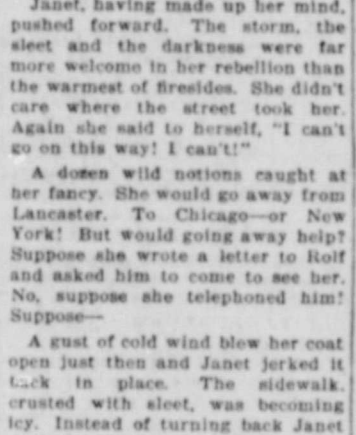 Janet, having made up her mind,
pushed forward. The storm, the
sleet and the darkness were far
more welcome in her rebellion than
the warmest of firesides. She didn't
care where the street took her.
Again she said to herself, "I can't
go on this way! I can't!"
A dozen wild notions caught at
her fancy. She would go away from
Lancaster. To Chicago—or New
York! But would going away help?
Suppose she wrote a letter to Rolf
and asked him to come to see her.
No, suppose she telephoned him!
Suppose—
A gust of cold wind blew her coat
open just then and Janet jerked it
back in place. The sidewalk,
crusted with sleet, was becoming
icy. Instead of turning back Janet